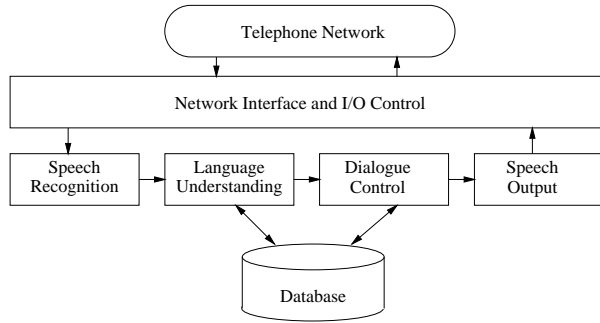 Telephone Network
Network Interface and I/O Control
Speech
Recognition
Language
Understanding
Dialogue
Control
Speech
Output
Database